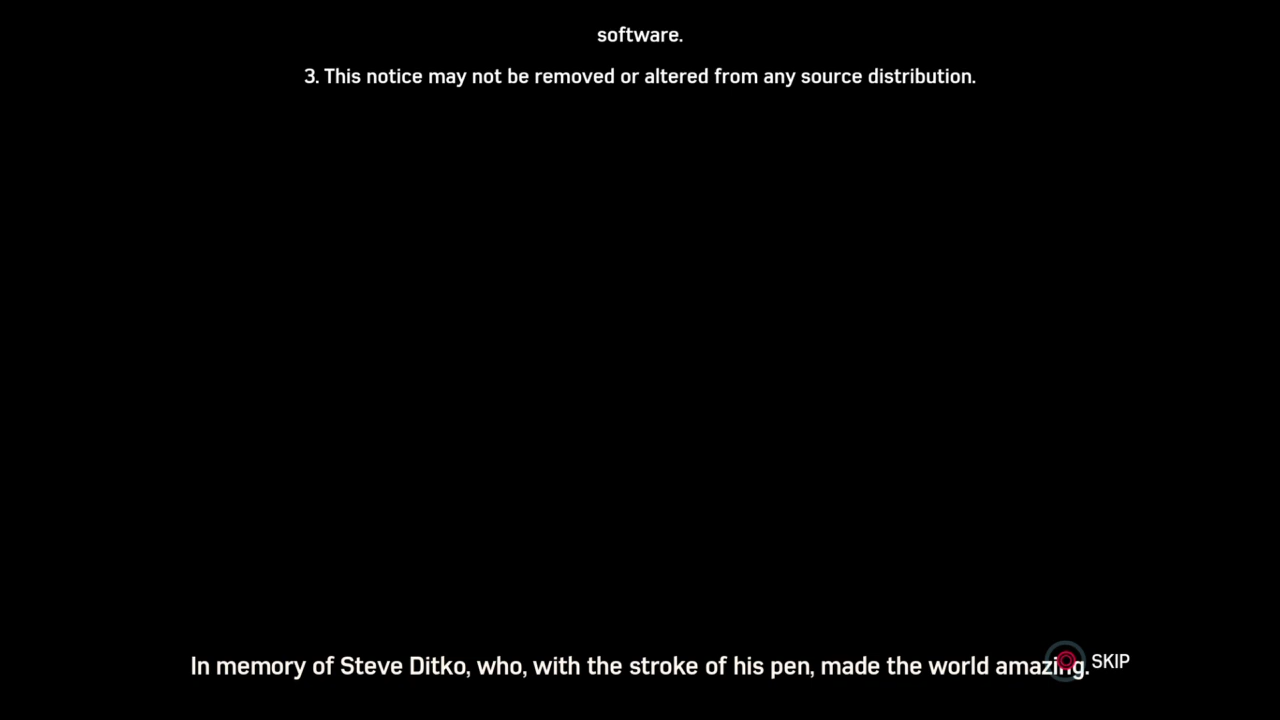 software.
3. This notice may not be removed or altered from any source distribution.
In memory of Steve Ditko, who, with the stroke of his pen, made the world amazing.
SKIP